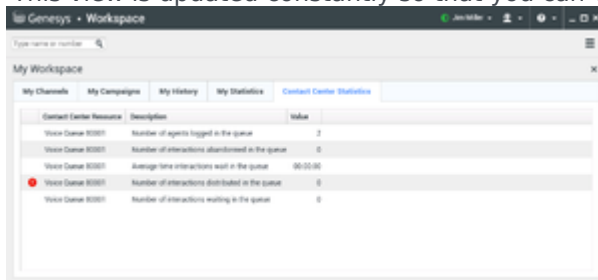 This view is updated constantly so that you can
Genesys • Workspace
Jim Miller
Type name or number
My Workspace
My Channels My Campaigns My History My Statistics Contact Center Statistics
Contact Center Resource Description Value
Voice Queue 80001 Number of agents logged in the queue 2
Voice Queue 80001 Number of interactions abandonned in the queue 0
Voice Queue 80001 Average time interactions wait in the queue 00:00:00
Voice Queue 80001 Number of interactions distributed in the queue 0
Voice Queue 80001 Number of interactions waiting in the queue 0